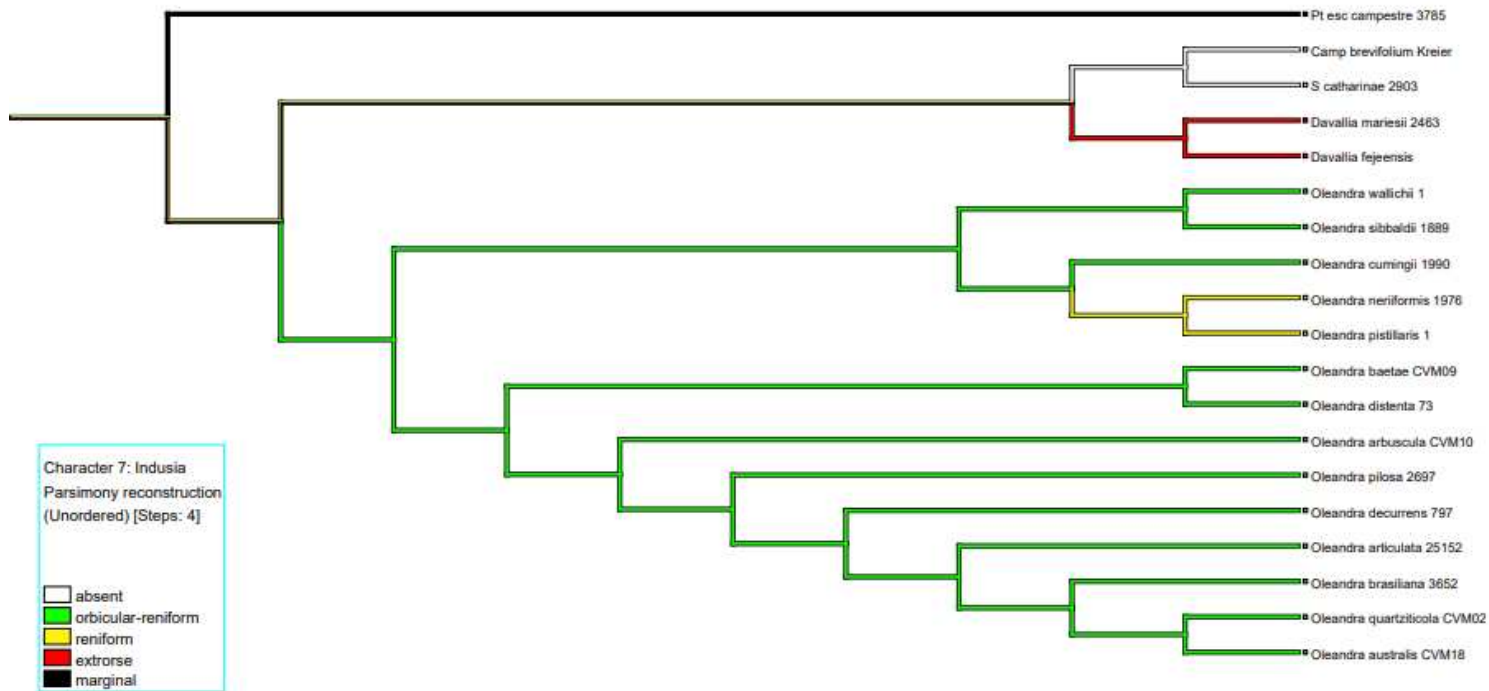 Pt esc campestre 3785
Camp brevifolium Kreier
S catharinae 2903
Davallia mariesii 2463
Davallia fejeensis
Oleandra wallichii 1
Oleandra sibbaldii 1889
Oleandra cumingii 1990
Oleandra neriiformis 1976
Oleandra pistillaris 1
Oleandra baetae CVM09
Oleandra distenta 73
Oleandra arbuscula CVM10
Oleandra pilosa 2697
Oleandra decurrens 797
Oleandra articulata 25152
Oleandra brasiliana 3652
Oleandra quartziticola CVM02
Oleandra australis CVM18
Character 7: Indusia
Parsimony reconstruction
(Unordered) [Steps: 4]
absent
orbicular-reniform
reniform
extrorse
marginal